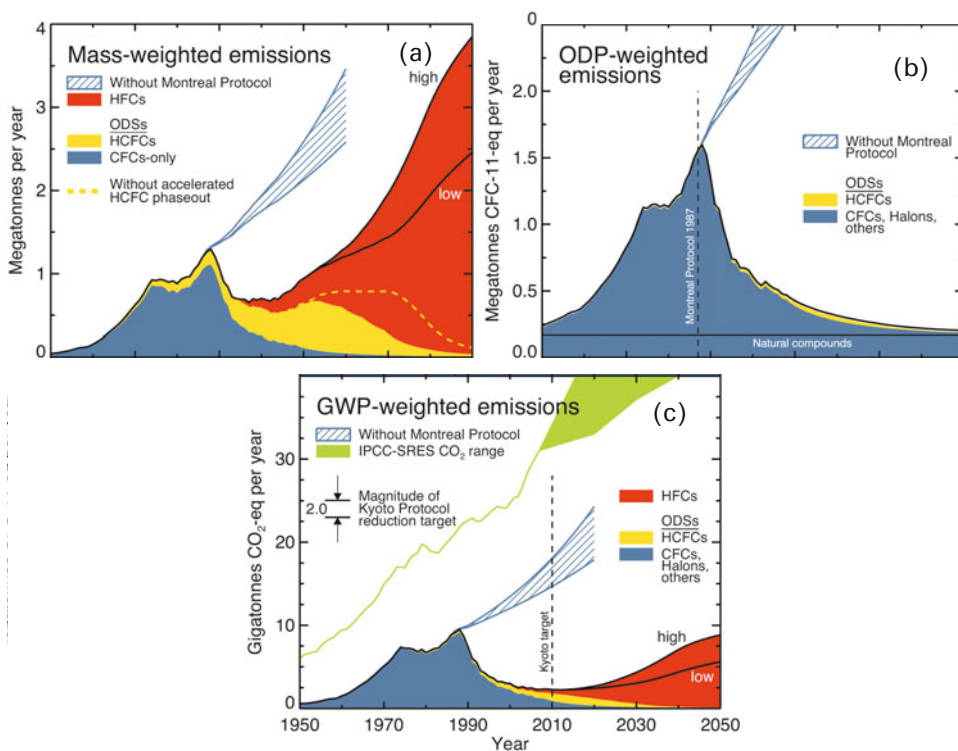 4
3
2
1
0
Megatonnes per year
Mass-weighted emissions
(a)
Without Montreal Protocol
HFCs
ODSs
HCFCs
CFCs-only
Without accelerated
HCFC phaseout
high
low
0
2.0
1.5
1.0
0.5
0.0
Megatonnes CFC-11-eq per year
ODP-weighted
emissions
(b)
Without Montreal
Protocol
ODSs
HCFCs
CFCs, Halons,
others
Montreal Protocol 1987
Natural compounds
30
20
10
0
Gigatonnes CO₂-eq per year
GWP-weighted emissions
(c)
Without Montreal Protocol
IPCC-SRES CO₂ range
2.0
Magnitude of
Kyoto Protocol
reduction target
HFCs
ODSs
HCFCs
CFCs,
Halons,
others
Kyoto target
high
low
1950
1970
1990
2010
2030
2050
Year